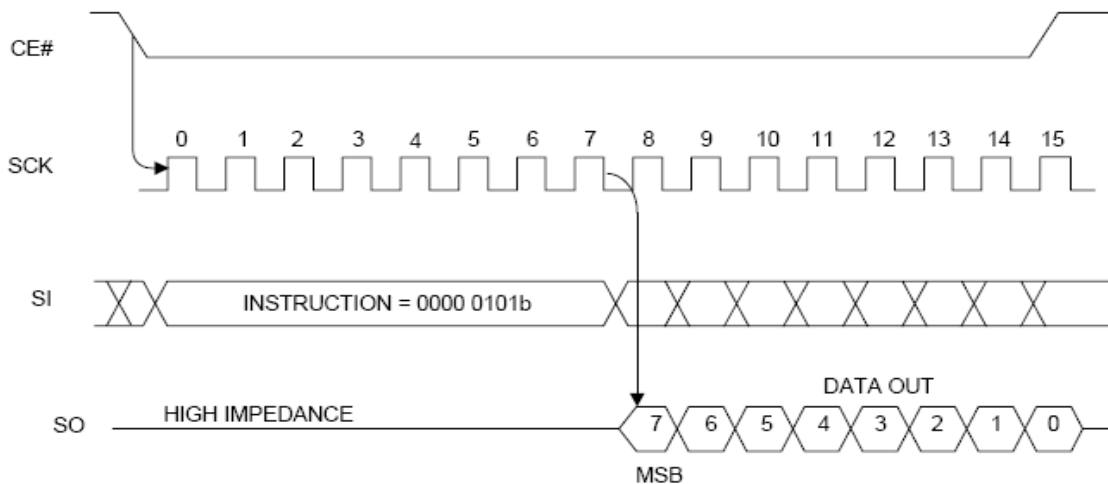 CE#
0 1 2 3 4 5 6 7 8 9 10 11 12 13 14 15
SCK
SI
INSTRUCTION = 0000 0101b
DATA OUT
HIGH IMPEDANCE
SO
7 6 5 4 3 2 1 0
MSB